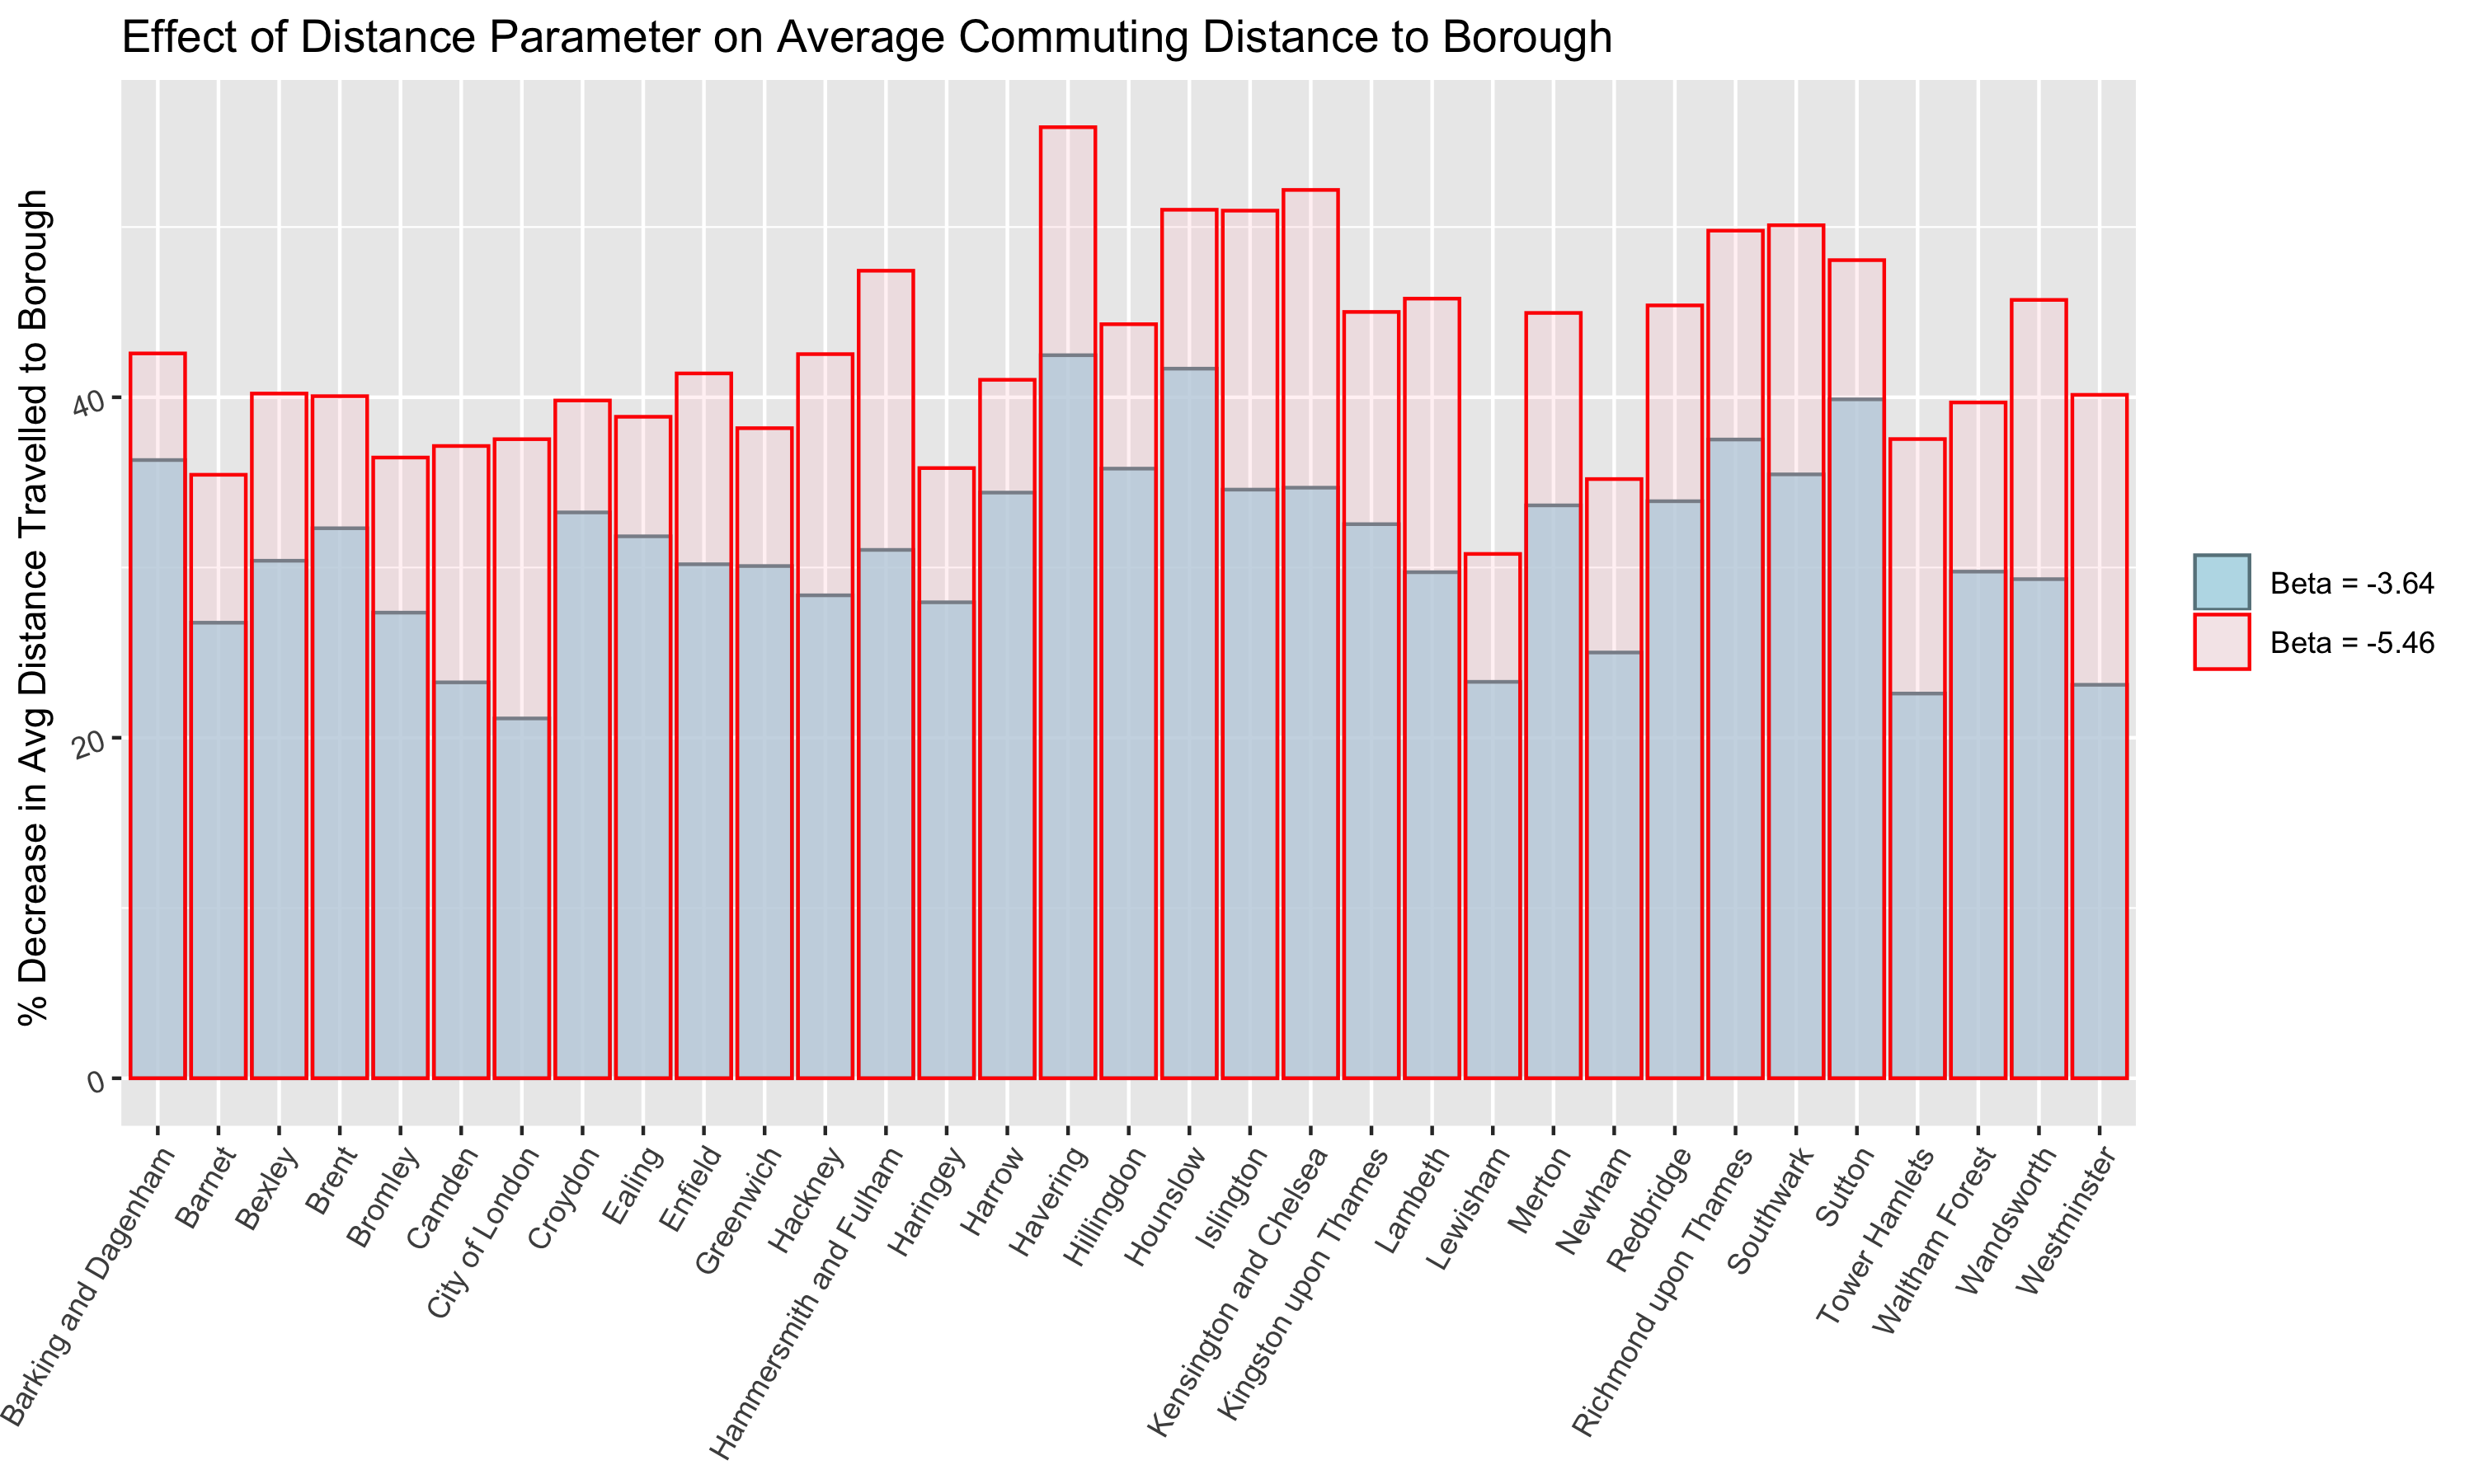 Effect of Distance Parameter on Average Commuting Distance to Borough
% Decrease in Avg Distance Travelled to Borough
40
20
0
Barking and Dagenham
Barnet
Bexley
Brent
Bromley
Camden
City of London
Croydon
Ealing
Enfield
Greenwich
Hackney
Hammersmith and Fulham
Haringey
Harrow
Havering
Hillingdon
Hounslow
Islington
Kensington and Chelsea
Kingston upon Thames
Lambeth
Lewisham
Merton
Newham
Redbridge
Richmond upon Thames
Southwark
Sutton
Tower Hamlets
Waltham Forest
Wandsworth
Westminster
Beta = -3.64
Beta = -5.46